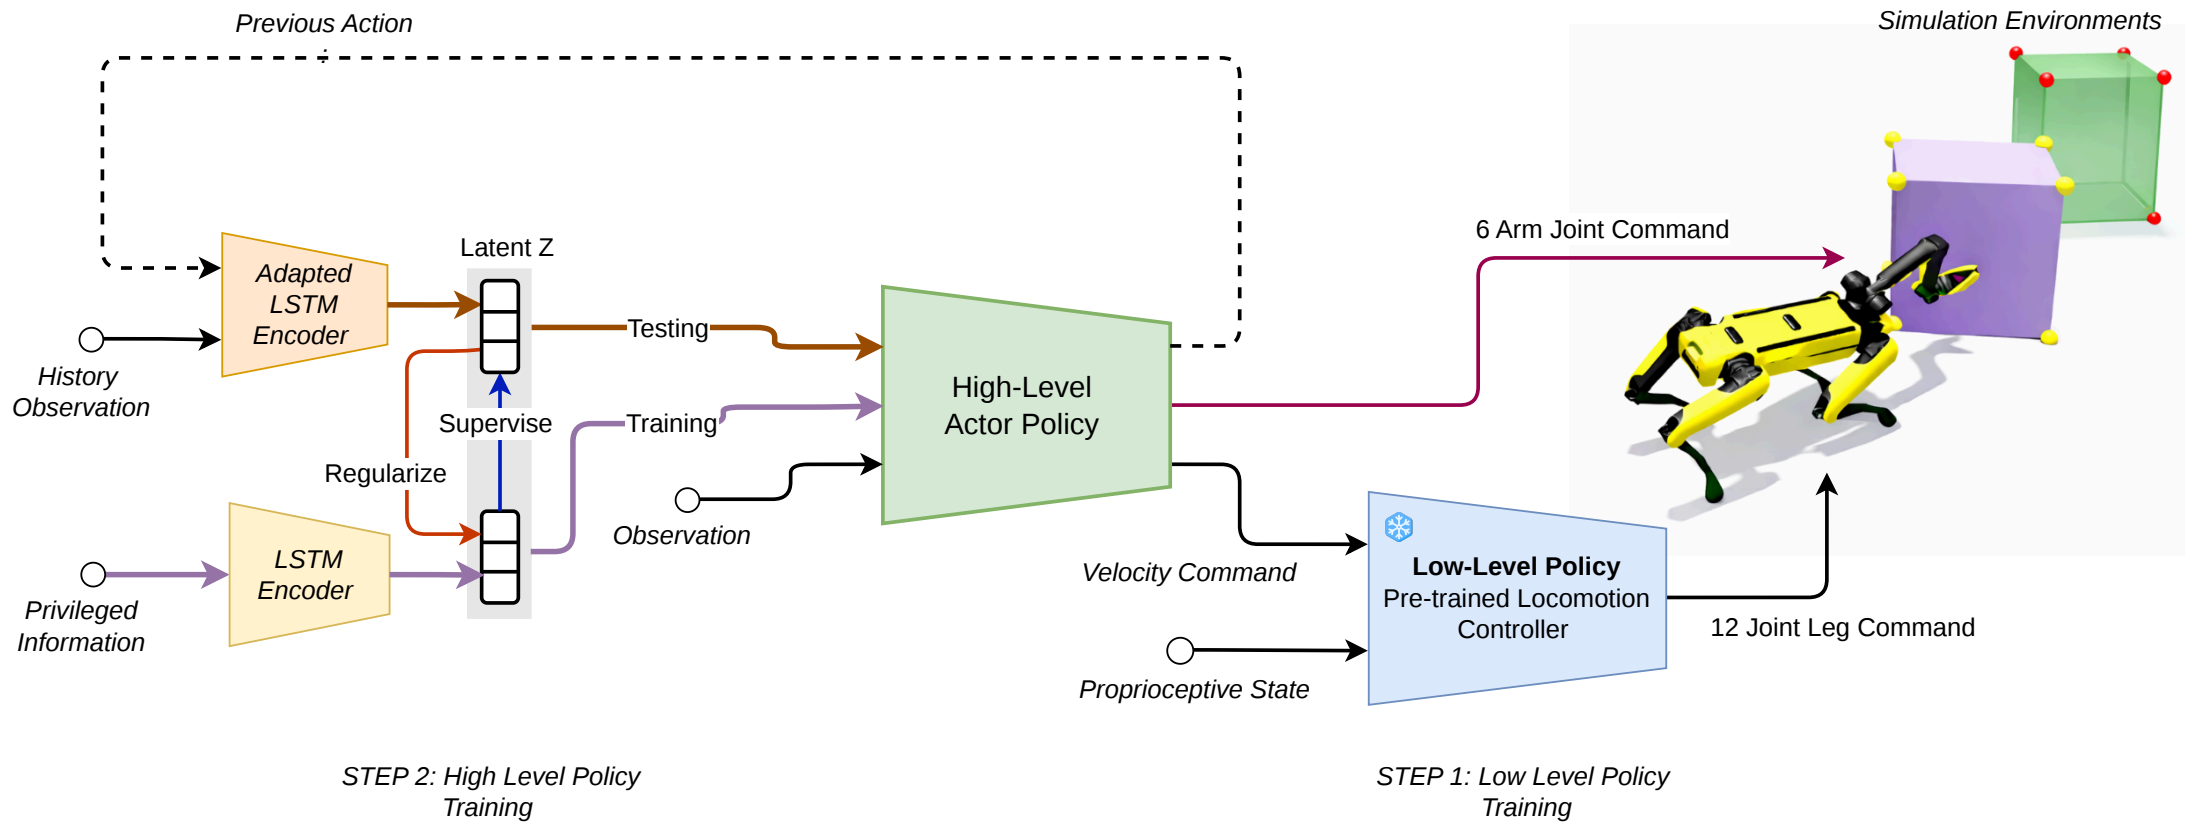 Previous Action
Simulation Environments
6 Arm Joint Command
Latent Z
Adapted
LSTM
Encoder
Testing
History
Observation
High-Level
Actor Policy
Supervise
Training
Regularize
Observation
LSTM
Encoder
Velocity Command
Low-Level Policy
Pre-trained Locomotion
Controller
Privileged
Information
12 Joint Leg Command
Proprioceptive State
STEP 2: High Level Policy
Training
STEP 1: Low Level Policy
Training